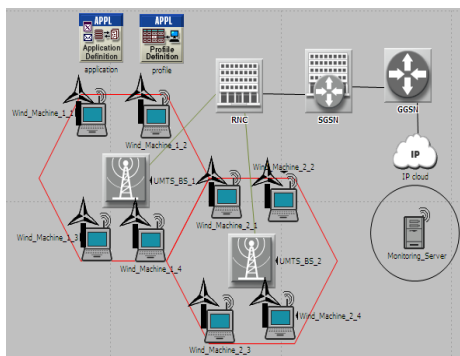 APPL
Application
Definition
application
APPL
Profile
Definition
profile
Wind_Machine_1_1
Wind_Machine_1_2
RNC
SGSN
GGSN
IP
IP cloud
Wind_Machine_2_2
UMTS_BS_1
Wind_Machine_2_1
Wind_Machine_1_3
Wind_Machine_1_4
UMTS_BS_2
Monitoring_Server
Wind_Machine_2_4
Wind_Machine_2_3